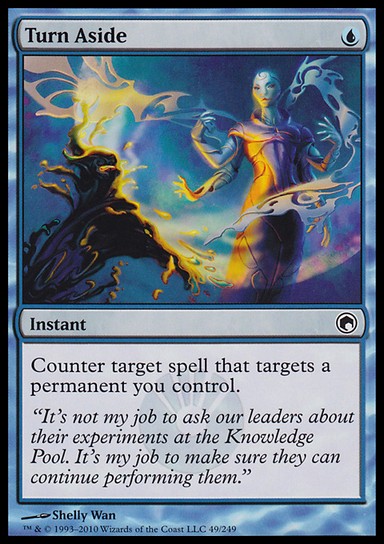 Turn Aside
Instant
Counter target spell that targets a
permanent you control.
“It’s not my job to ask our leaders about
their experiments at the Knowledge
Pool. It’s my job to make sure they can
continue performing them.”
Shelly Wan
™ & © 1993–2010 Wizards of the Coast LLC 49/249